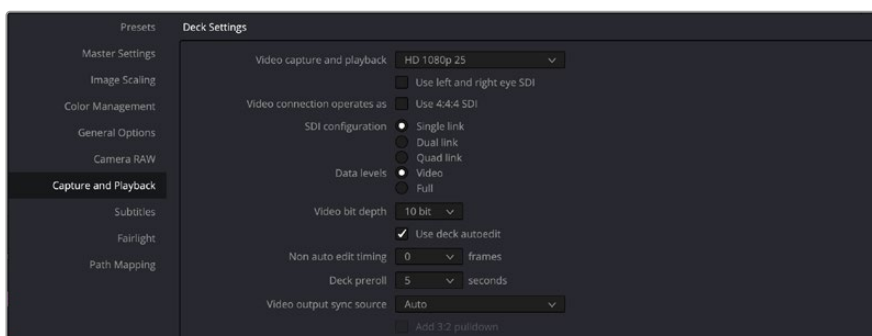 Presets
Master Settings
Image Scaling
Color Management
General Options
Camera RAW
Capture and Playback
Subtitles
Fairlight
Path Mapping
Deck Settings
Video capture and playback HD 1080p 25
Use left and right eye SDI
Video connection operates as Use 4:4:4 SDI
SDI configuration Single link
Dual link
Quad link
Data levels Video
Full
Video bit depth 10 bit
Use deck autoedit
Non auto edit timing 0 frames
Deck preroll 5 seconds
Video output sync source Auto
Add 3:2 pulldown